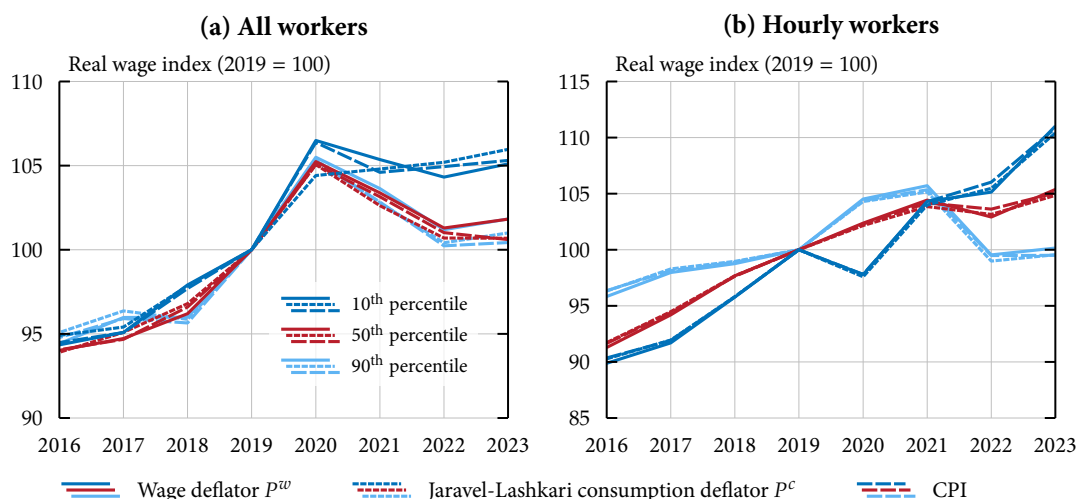 (a) All workers
Real wage index (2019 = 100)
110
105
100
95
90
2016 2017 2018 2019 2020 2021 2022 2023
10th percentile
50th percentile
90th percentile
(b) Hourly workers
Real wage index (2019 = 100)
115
110
105
100
95
90
85
2016 2017 2018 2019 2020 2021 2022 2023
Wage deflator P^w Jaravel-Lashkari consumption deflator P^c CPI